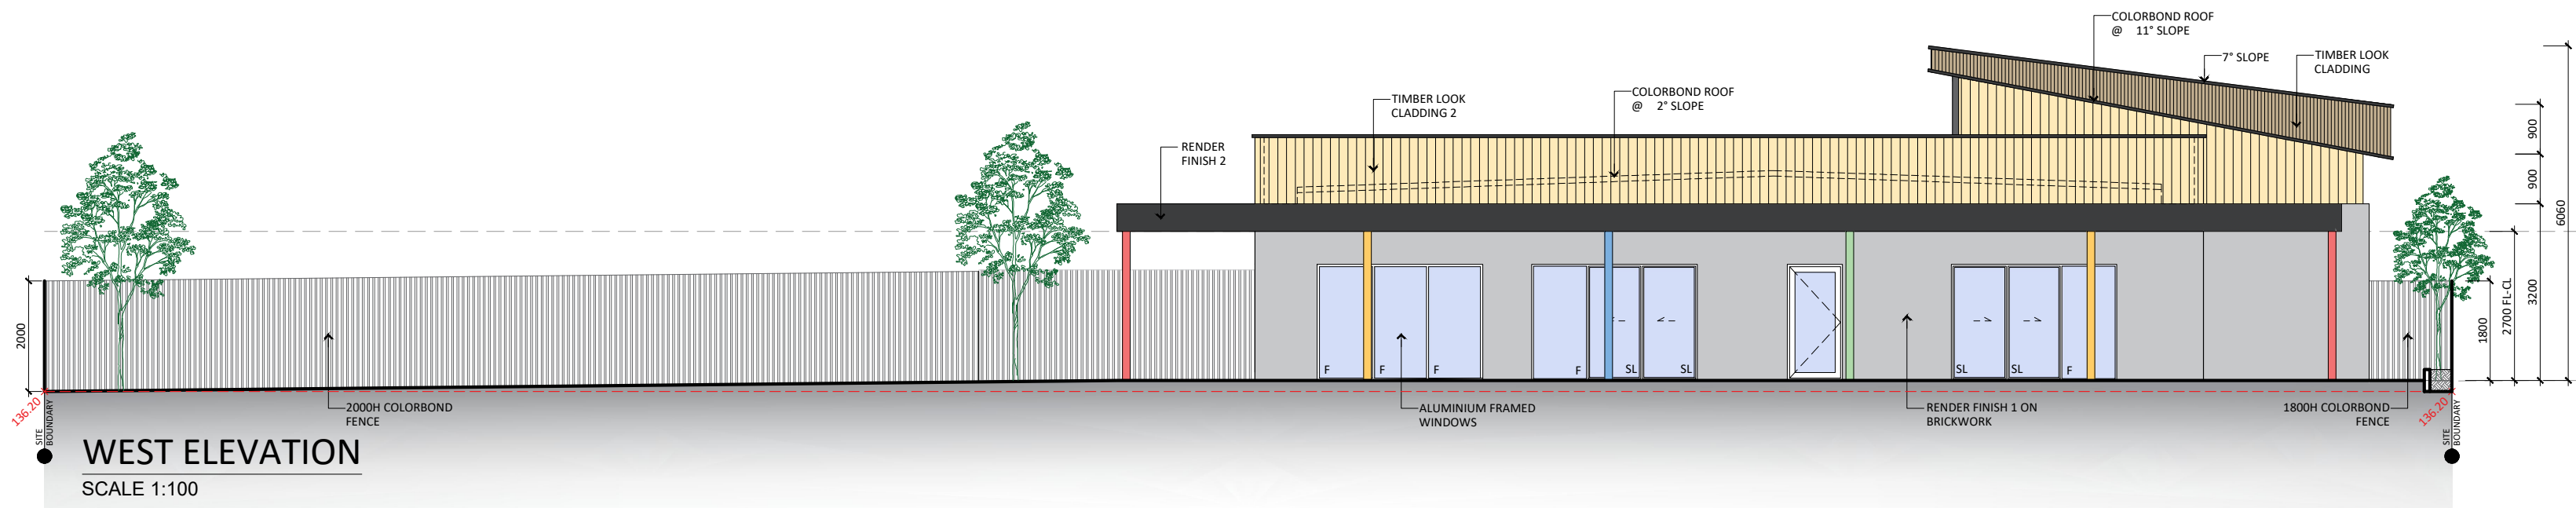 COLORBOND ROOF
@ 11° SLOPE
7° SLOPE
TIMBER LOOK
CLADDING
COLORBOND ROOF
@ 2° SLOPE
TIMBER LOOK
CLADDING 2
RENDER
FINISH 2
900
900
6060
3200
2700 FL-CL
1800
2000
F
F
F
F
SL
SL
SL
SL
F
136.20
SITE
BOUNDARY
2000H COLORBOND
FENCE
ALUMINIUM FRAMED
WINDOWS
RENDER FINISH 1 ON
BRICKWORK
1800H COLORBOND
FENCE
136.20
SITE
BOUNDARY
WEST ELEVATION
SCALE 1:100